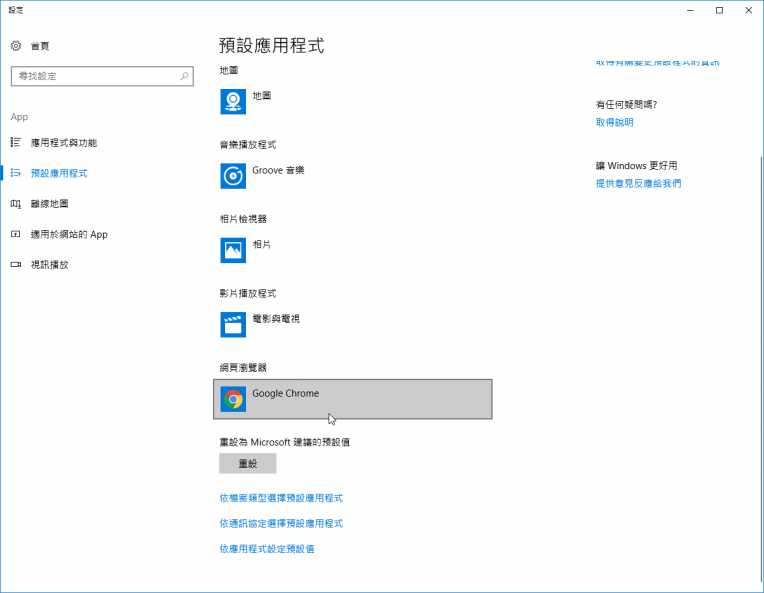 設定
首頁
尋找設定
App
應用程式與功能
預設應用程式
離線地圖
適用於網站的 App
視訊播放
預設應用程式
地圖
地圖
音樂播放程式
Groove 音樂
相片檢視器
相片
影片播放程式
電影與電視
網頁瀏覽器
Google Chrome
重設為 Microsoft 建議的預設值
重設
依檔案類型選擇預設應用程式
依通訊協定選擇預設應用程式
依應用程式設定預設值
有任何疑問嗎?
取得說明
讓 Windows 更好用
提供意見反應給我們